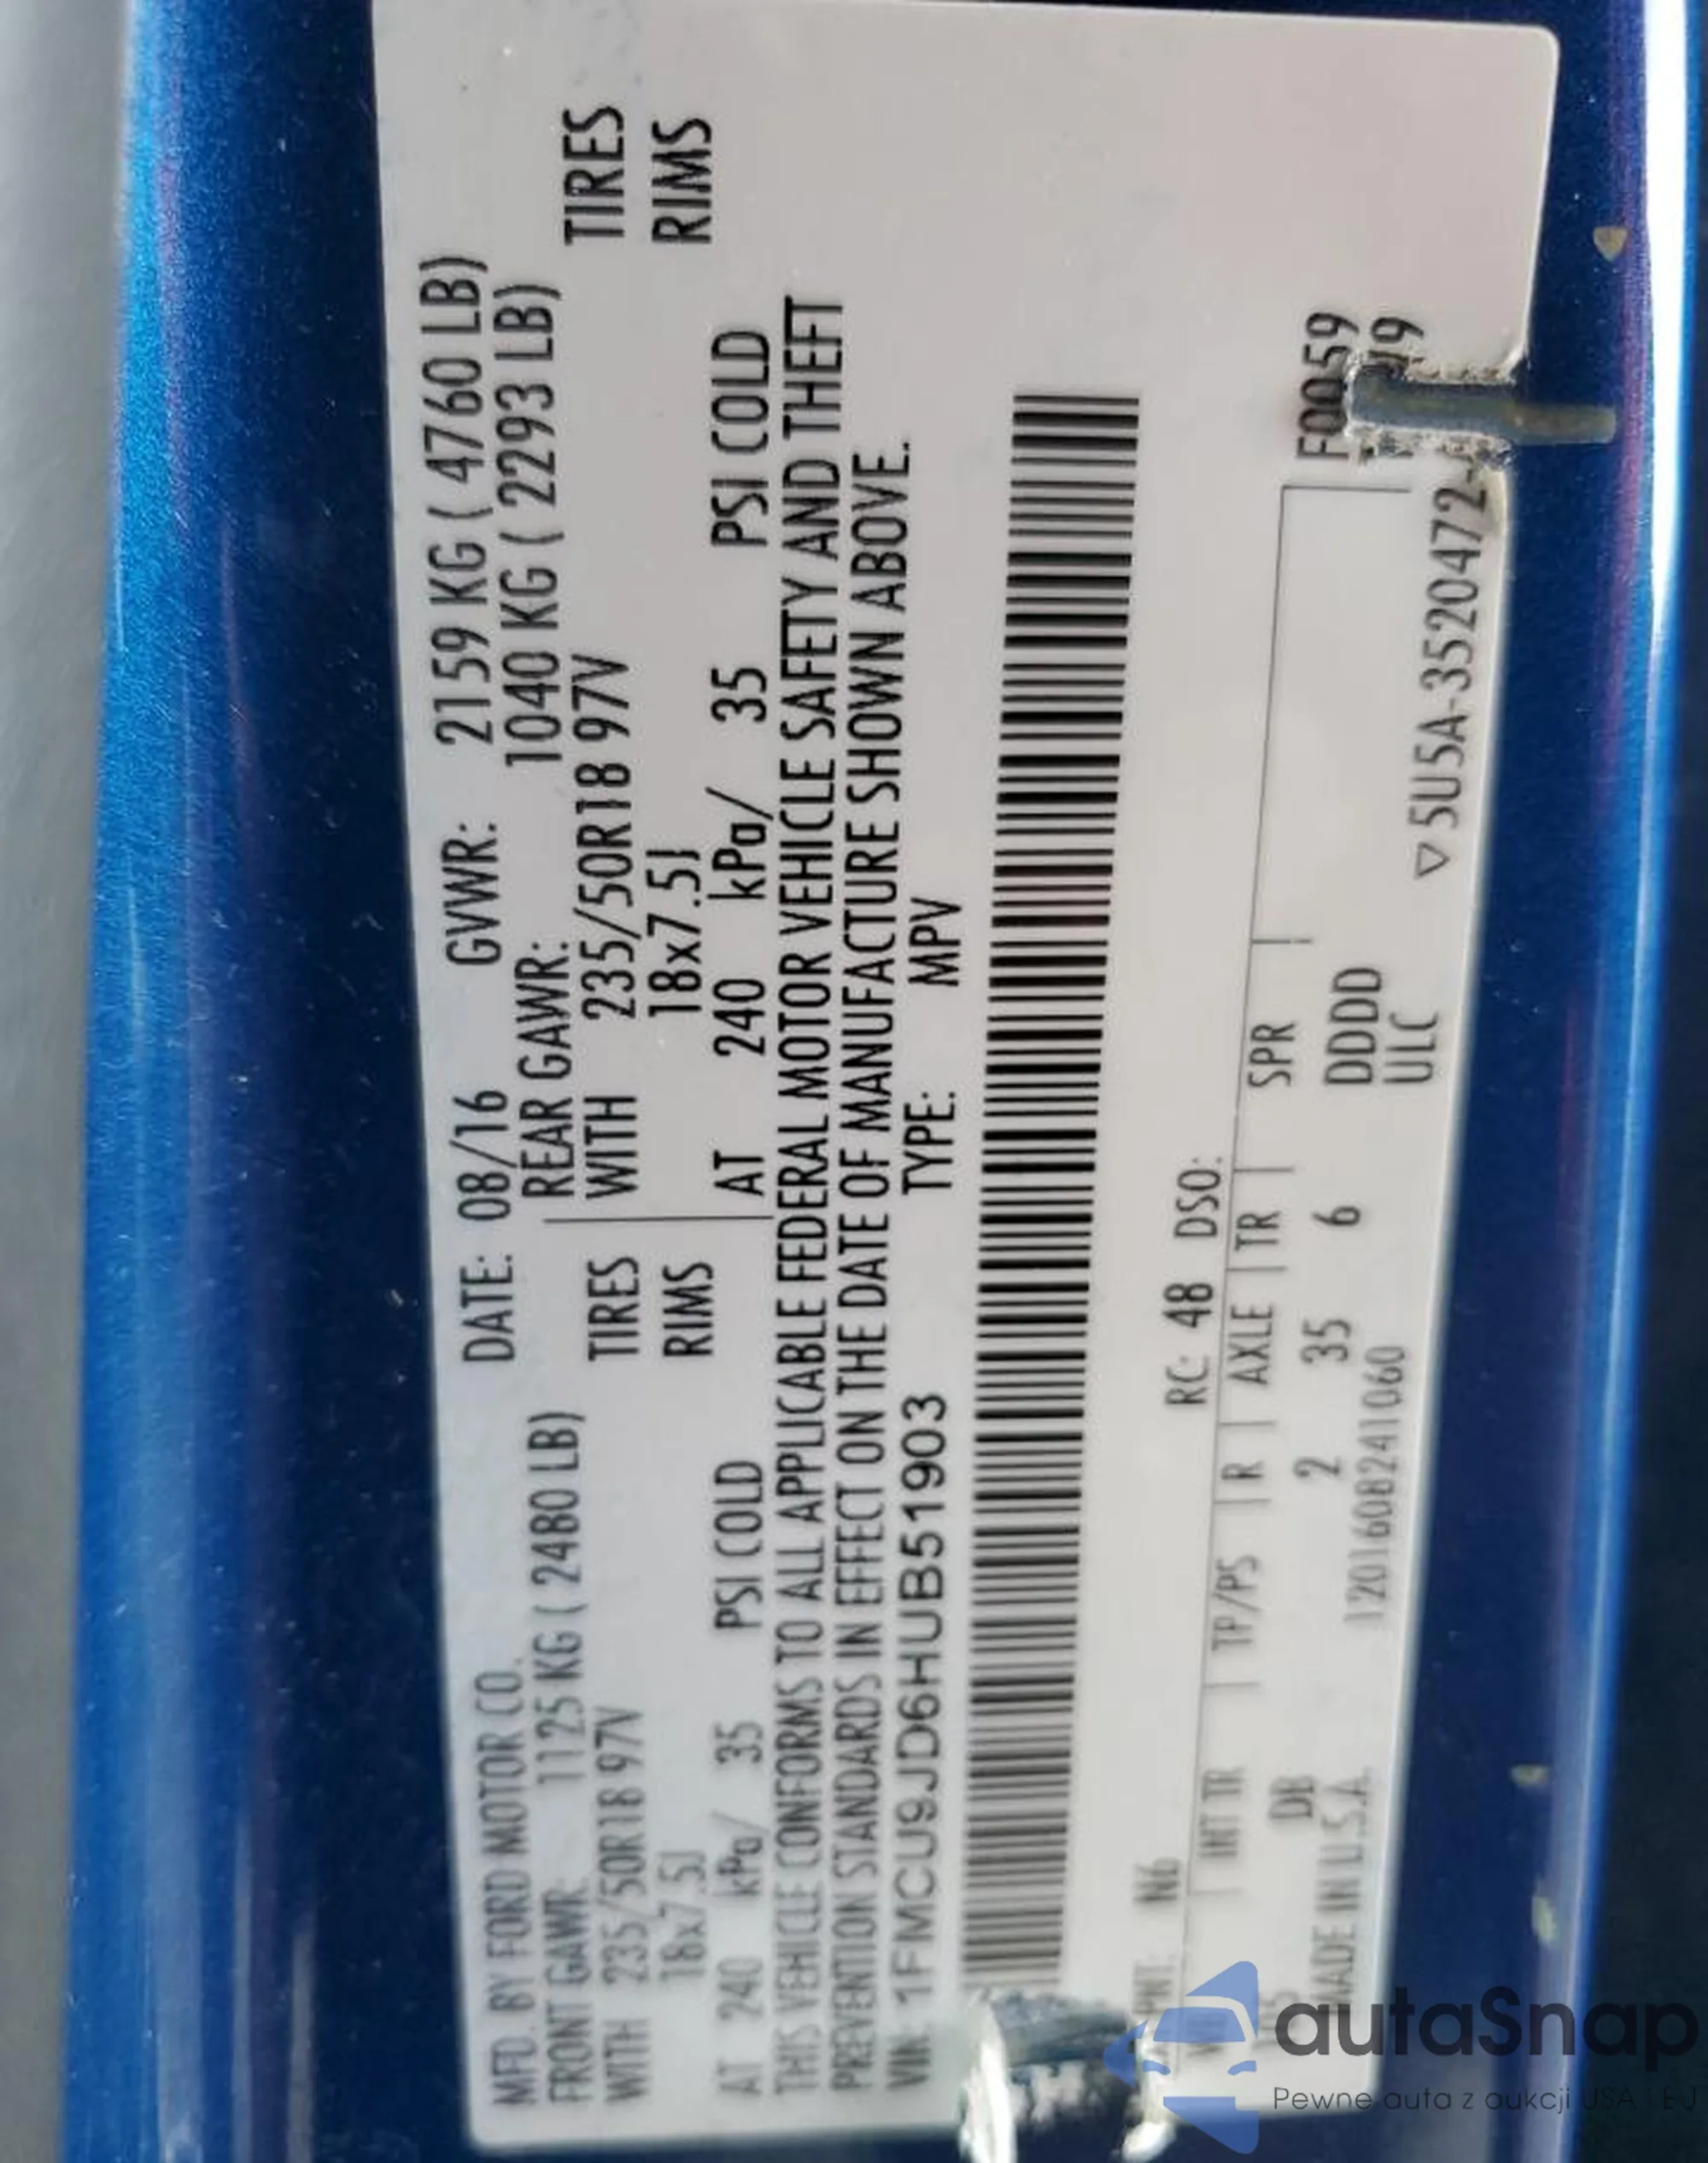 MFD. BY FORD MOTOR CO. DATE: 08/16 GVWR: 2159 KG ( 4760 LB)
FRONT GAWR: 1125 KG ( 2480 LB) REAR GAWR: 1040 KG ( 2293 LB)
WITH 235/50R18 97V TIRES WITH 235/50R18 97V TIRES
18x7.5J RIMS 18x7.5J RIMS
AT 240 kPa/ 35 PSI COLD AT 240 kPa/ 35 PSI COLD
THIS VEHICLE CONFORMS TO ALL APPLICABLE FEDERAL MOTOR VEHICLE SAFETY AND THEFT
PREVENTION STANDARDS IN EFFECT ON THE DATE OF MANUFACTURE SHOWN ABOVE.
VIN: 1FMCU9JD6HUB51903 TYPE: MPV
PNT: N6 RC: 48 DSO:
INT TR TP/PS R AXLE TR SPR F0059
DB 2 35 6 DDDD
MADE IN U.S.A. 120160824106​0 ULC
▽5U5A-3520472-
autaSnap
Pewne auta z aukcji USA i EU